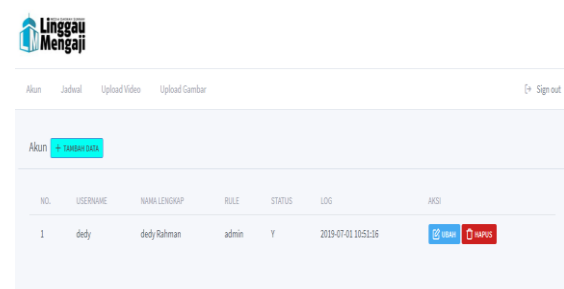 Linggau
Mengaji
Akun Jadwal Upload Video Upload Gambar Sign out
Akun + TAMBAH DATA
NO. USERNAME NAMA LENGKAP RULE STATUS LOG AKSI
1 dedy dedy Rahman admin Y 2019-07-01 10:51:16 UBAH HAPUS